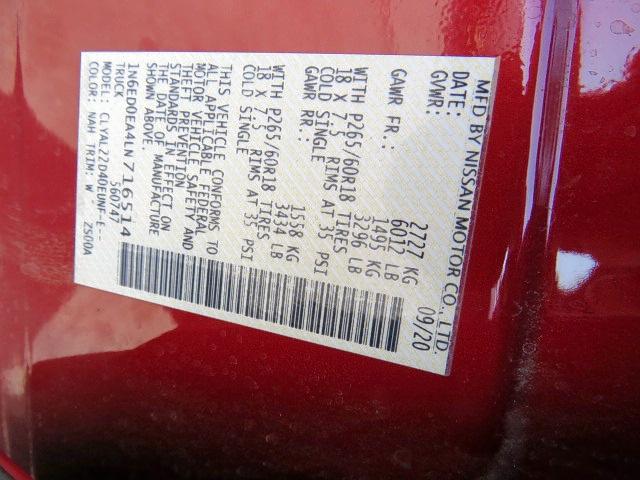 MFD BY NISSAN MOTOR CO., LTD.
DATE: 09/20
GVWR: 2727 KG
6012 LB
GAWR FR: 1495 KG
3296 LB
WITH P265/60R18 TIRES
18 X 7.5 RIMS AT 35 PSI
COLD SINGLE
GAWR RR: 1558 KG
3434 LB
WITH P265/60R18 TIRES
18 X 7.5 RIMS AT 35 PSI
COLD SINGLE
THIS VEHICLE CONFORMS TO
ALL APPLICABLE FEDERAL
MOTOR VEHICLE SAFETY AND
THEFT PREVENTION
STANDARDS IN EFFECT ON
THE DATE OF MANUFACTURE
SHOWN ABOVE.
1N6ED0EA4LN716514
TRUCK 5A0747
MODEL: CLYALZZD40EUNF-E--
COLOR: NAH TRIM: W ZS00A